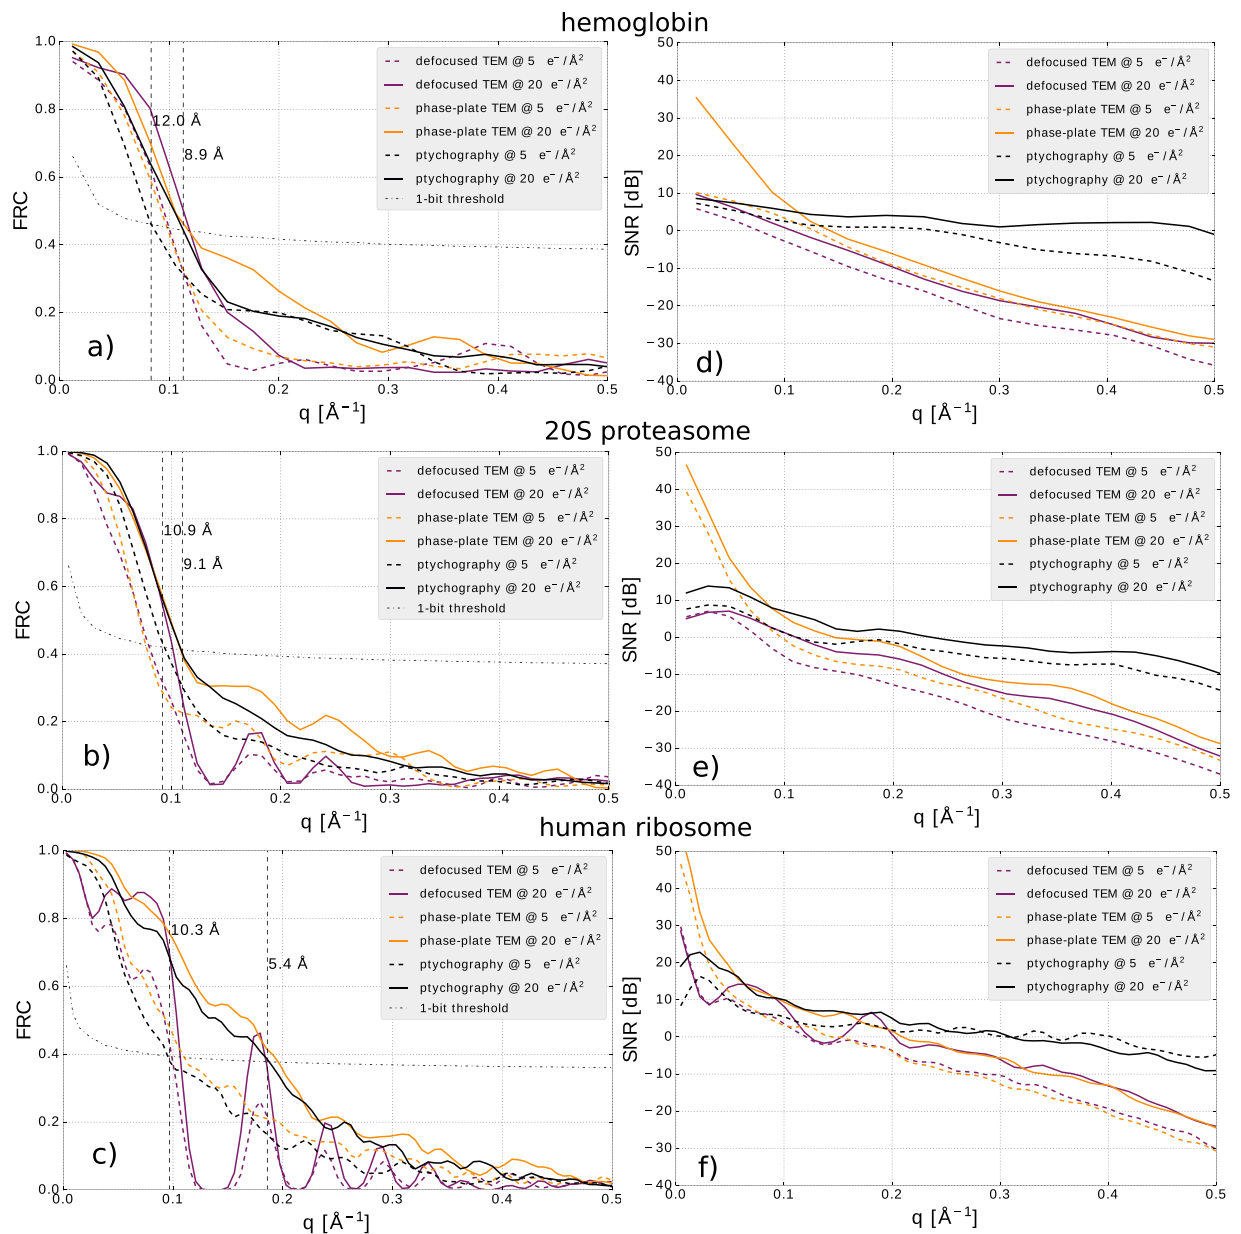 hemoglobin
1.0
0.8
0.6
0.4
0.2
0.0
FRC
0.0 0.1 0.2 0.3 0.4 0.5
q [Å⁻¹]
12.0 Å
8.9 Å
defocused TEM @ 5 e⁻/Å²
defocused TEM @ 20 e⁻/Å²
phase-plate TEM @ 5 e⁻/Å²
phase-plate TEM @ 20 e⁻/Å²
ptychography @ 5 e⁻/Å²
ptychography @ 20 e⁻/Å²
1-bit threshold
a)
50
40
30
20
10
0
−10
−20
−30
−40
SNR [dB]
0.0 0.1 0.2 0.3 0.4 0.5
q [Å⁻¹]
defocused TEM @ 5 e⁻/Å²
defocused TEM @ 20 e⁻/Å²
phase-plate TEM @ 5 e⁻/Å²
phase-plate TEM @ 20 e⁻/Å²
ptychography @ 5 e⁻/Å²
ptychography @ 20 e⁻/Å²
d)
20S proteasome
1.0
0.8
0.6
0.4
0.2
0.0
FRC
0.0 0.1 0.2 0.3 0.4 0.5
q [Å⁻¹]
10.9 Å
9.1 Å
defocused TEM @ 5 e⁻/Å²
defocused TEM @ 20 e⁻/Å²
phase-plate TEM @ 5 e⁻/Å²
phase-plate TEM @ 20 e⁻/Å²
ptychography @ 5 e⁻/Å²
ptychography @ 20 e⁻/Å²
1-bit threshold
b)
50
40
30
20
10
0
−10
−20
−30
−40
SNR [dB]
0.0 0.1 0.2 0.3 0.4 0.5
q [Å⁻¹]
defocused TEM @ 5 e⁻/Å²
defocused TEM @ 20 e⁻/Å²
phase-plate TEM @ 5 e⁻/Å²
phase-plate TEM @ 20 e⁻/Å²
ptychography @ 5 e⁻/Å²
ptychography @ 20 e⁻/Å²
e)
human ribosome
1.0
0.8
0.6
0.4
0.2
0.0
FRC
0.0 0.1 0.2 0.3 0.4 0.5
q [Å⁻¹]
10.3 Å
5.4 Å
defocused TEM @ 5 e⁻/Å²
defocused TEM @ 20 e⁻/Å²
phase-plate TEM @ 5 e⁻/Å²
phase-plate TEM @ 20 e⁻/Å²
ptychography @ 5 e⁻/Å²
ptychography @ 20 e⁻/Å²
1-bit threshold
c)
50
40
30
20
10
0
−10
−20
−30
−40
SNR [dB]
0.0 0.1 0.2 0.3 0.4 0.5
q [Å⁻¹]
defocused TEM @ 5 e⁻/Å²
defocused TEM @ 20 e⁻/Å²
phase-plate TEM @ 5 e⁻/Å²
phase-plate TEM @ 20 e⁻/Å²
ptychography @ 5 e⁻/Å²
ptychography @ 20 e⁻/Å²
f)